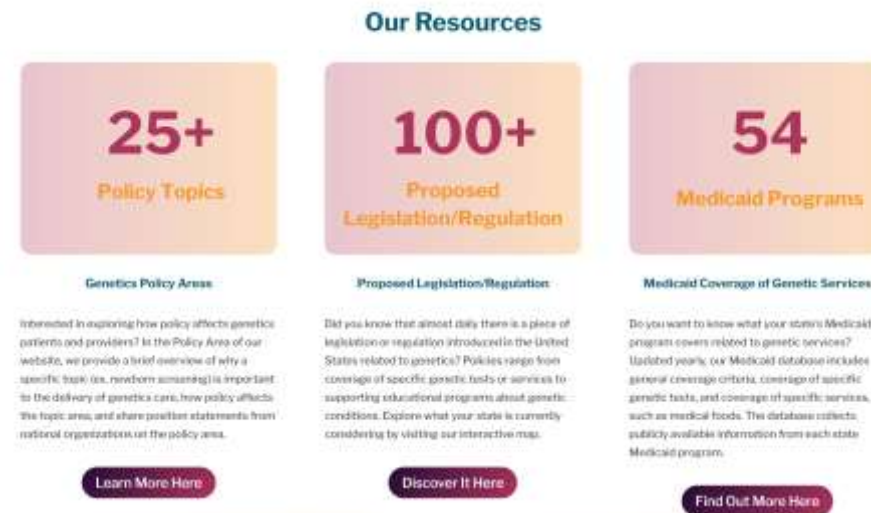 Our Resources
25+
Policy Topics
Genetics Policy Areas
Interested in exploring how policy affects genetics
patients and providers? In the Policy Area of our
website, we provide a brief overview of why a
specific topic (ex. newborn screening) is important
to the delivery of genetics care, how policy affects
the topic area, and share position statements from
national organizations on the policy area.
Learn More Here
100+
Proposed
Legislation/Regulation
Proposed Legislation/Regulation
Did you know that almost daily there is a piece of
legislation or regulation introduced in the United
States related to genetics? Policies range from
coverage of specific genetic tests or services to
supporting educational programs about genetic
conditions. Explore what your state is currently
considering by visiting our interactive map.
Discover It Here
54
Medicaid Programs
Medicaid Coverage of Genetic Services
Do you want to know what your state's Medicaid
program covers related to genetic services?
Updated yearly, our Medicaid database includes
general coverage criteria, coverage of specific
genetic tests, and coverage of specific services,
such as medical foods. The database collects
publicly available information from each state
Medicaid program.
Find Out More Here